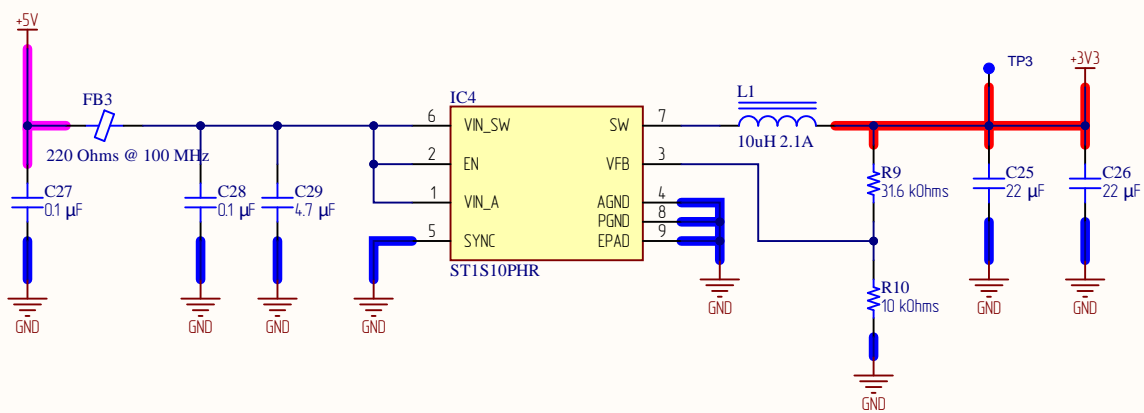 +5V
TP3
+3V3
FB3
220 Ohms @ 100 MHz
C27
0.1 µF
C28
0.1 µF
C29
4.7 µF
IC4
6 VIN_SW SW 7
2 EN VFB 3
1 VIN_A AGND 4
PGND 8
5 SYNC EPAD 9
ST1S10PHR
L1
10uH 2.1A
R9
31.6 kOhms
C25
22 µF
C26
22 µF
R10
10 kOhms
GND
GND
GND
GND
GND
GND
GND
GND